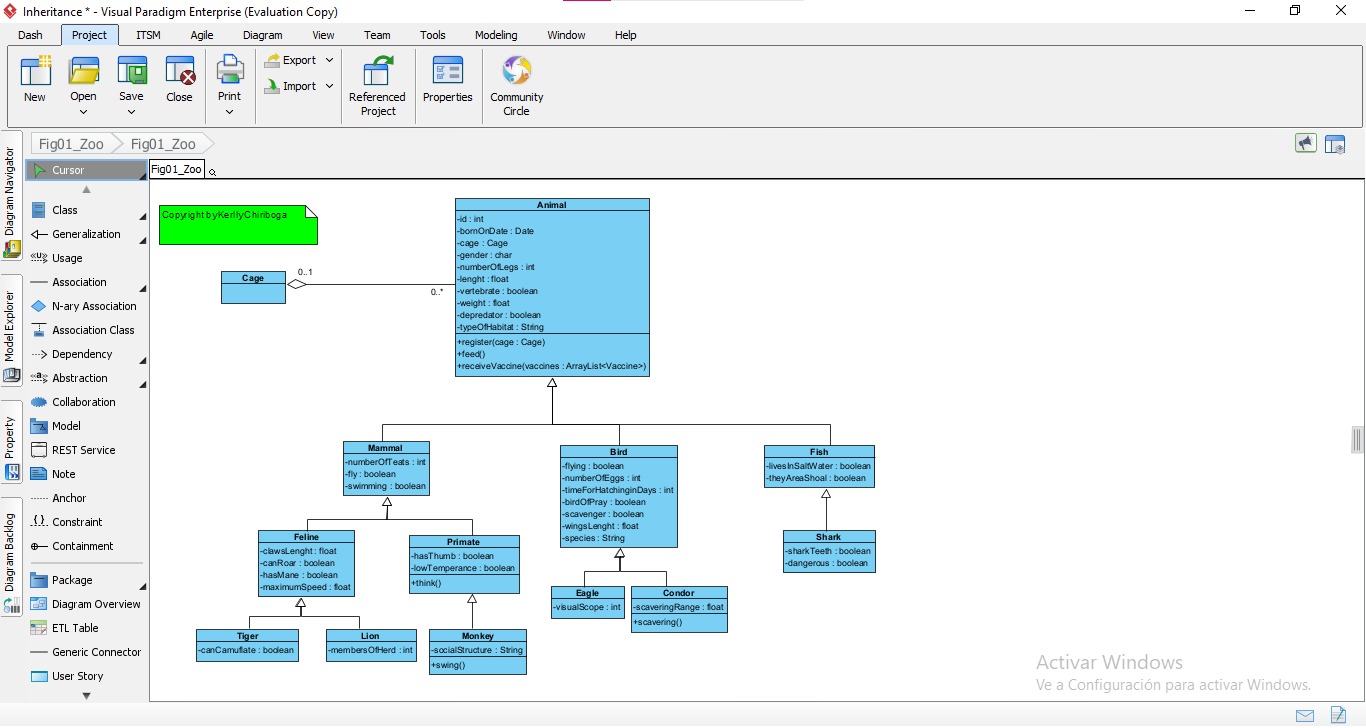 Inheritance * - Visual Paradigm Enterprise (Evaluation Copy)
Dash Project ITSM Agile Diagram View Team Tools Modeling Window Help
New
Open
Save
Close
Print
Export
Import
Referenced
Project
Properties
Community
Circle
Fig01_Zoo Fig01_Zoo
Diagram Navigator
Model Explorer
Property
Diagram Backlog
Cursor
Class
Generalization
<<U>> Usage
Association
N-ary Association
Association Class
Dependency
<<a>> Abstraction
Collaboration
Model
REST Service
Note
Anchor
{.} Constraint
Containment
Package
Diagram Overview
ETL Table
Generic Connector
User Story
Fig01_Zoo
CopyrightbyKerllyChiriboga
Cage
0..1
0..*
Animal
-id : int
-bornOnDate : Date
-cage : Cage
-gender : char
-numberOfLegs : int
-lenght : float
-vertebrate : boolean
-weight : float
-depredator : boolean
-typeOfHabitat : String
+register(cage : Cage)
+feed()
+receiveVaccine(vaccines : ArrayList<Vaccine>)
Mammal
-numberOfTeats : int
-fly : boolean
-swimming : boolean
Bird
-flying : boolean
-numberOfEggs : int
-timeForHatchinginDays : int
-birdOfPray : boolean
-scavenger : boolean
-wingsLenght : float
-species : String
Fish
-livesInSaltWater : boolean
-theyAreaShoal : boolean
Feline
-clawsLenght : float
-canRoar : boolean
-hasMane : boolean
-maximumSpeed : float
Primate
-hasThumb : boolean
-lowTemperance : boolean
+think()
Shark
-sharkTeeth : boolean
-dangerous : boolean
Eagle
-visualScope : int
Condor
-scaveringRange : float
+scavering()
Tiger
-canCamuflate : boolean
Lion
-membersOfHerd : int
Monkey
-socialStructure : String
+swing()
Activar Windows
Ve a Configuración para activar Windows.